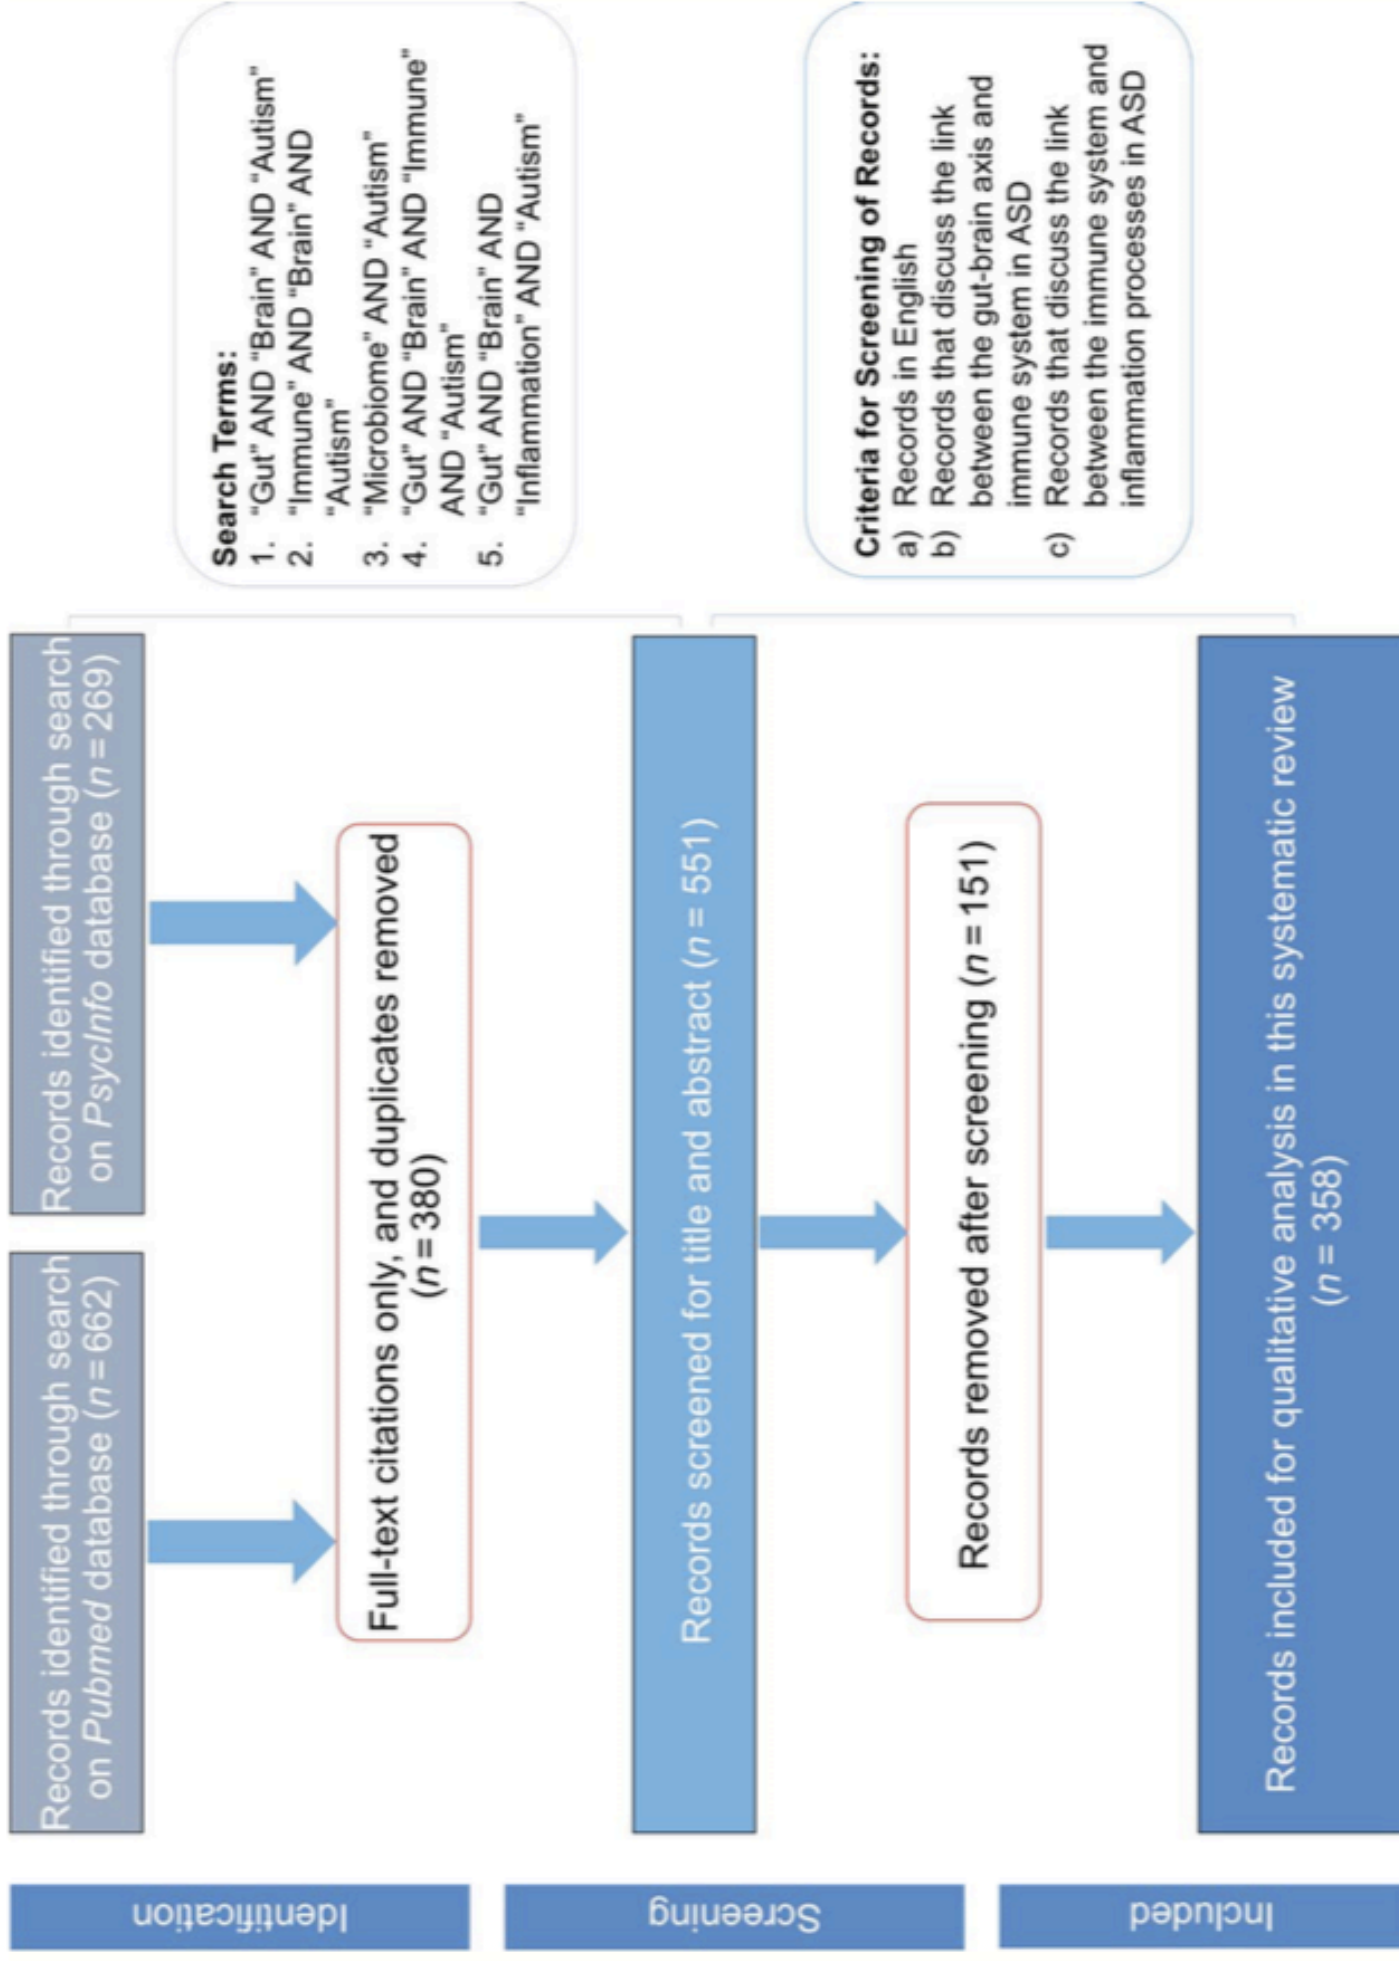 Identification
Screening
Included
Records identified through search
on Pubmed database (n=662)
Records identified through search
on PsycInfo database (n=269)
Full-text citations only, and duplicates removed
(n=380)
Records screened for title and abstract (n = 551)
Records removed after screening (n = 151)
Records included for qualitative analysis in this systematic review
(n = 358)
Search Terms:
1. "Gut" AND "Brain" AND "Autism"
2. "Immune" AND "Brain" AND
"Autism"
3. "Microbiome" AND "Autism"
4. "Gut" AND "Brain" AND "Immune"
AND "Autism"
5. "Gut" AND "Brain" AND
"Inflammation" AND "Autism"
Criteria for Screening of Records:
a) Records in English
b) Records that discuss the link
between the gut-brain axis and
immune system in ASD
c) Records that discuss the link
between the immune system and
inflammation processes in ASD